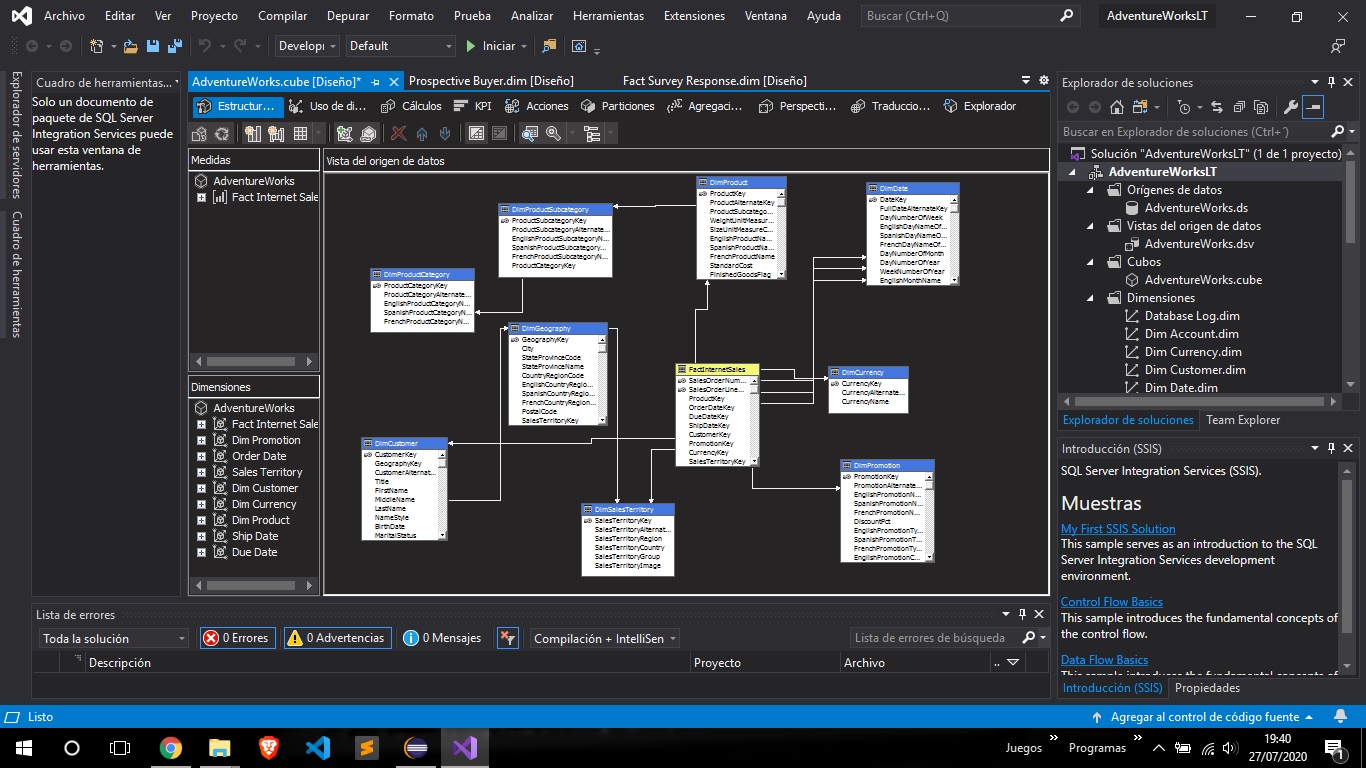 Archivo Editar Ver Proyecto Compilar Depurar Formato Prueba Analizar Herramientas Extensiones Ventana Ayuda Buscar (Ctrl+Q) AdventureWorksLT
Developı Default Iniciar
Explorador de servidores
Cuadro de herramientas
Cuadro de herramientas...
Solo un documento de
paquete de SQL Server
Integration Services puede
usar esta ventana de
herramientas.
AdventureWorks.cube [Diseño]* Prospective Buyer.dim [Diseño] Fact Survey Response.dim [Diseño]
Estructur... Uso de di... Cálculos KPI Acciones Particiones Agregaci... Perspecti... Traduccio... Explorador
Medidas
AdventureWorks
Fact Internet Sale
Dimensiones
AdventureWorks
Fact Internet Sale
Dim Promotion
Order Date
Sales Territory
Dim Customer
Dim Currency
Dim Product
Ship Date
Due Date
Vista del origen de datos
DimProduct
ProductKey
ProductAlternateKey
ProductSubcatego...
WeightUnitMeasur...
SizeUnitMeasureC...
EnglishProductNa...
SpanishProductNa...
FrenchProductName
StandardCost
FinishedGoodsFlag
DimDate
DateKey
FullDateAlternateKey
DayNumberOfWeek
EnglishDayNameOf...
SpanishDayNameO...
FrenchDayNameOf...
DayNumberOfMonth
DayNumberOfYear
WeekNumberOfYear
EnglishMonthName
DimProductSubcategory
ProductSubcategoryKey
ProductSubcategoryAlternate...
EnglishProductSubcategoryN...
SpanishProductSubcategory...
FrenchProductSubcategoryN...
ProductCategoryKey
DimProductCategory
ProductCategoryKey
ProductCategoryAlternate...
EnglishProductCategoryN...
SpanishProductCategoryN...
FrenchProductCategoryN...
DimGeography
GeographyKey
City
StateProvinceCode
StateProvinceName
CountryRegionCode
EnglishCountryRegio...
SpanishCountryRegio...
FrenchCountryRegion...
PostalCode
SalesTerritoryKey
FactInternetSales
SalesOrderNum...
SalesOrderLine...
ProductKey
OrderDateKey
DueDateKey
ShipDateKey
CustomerKey
PromotionKey
CurrencyKey
SalesTerritoryKey
DimCurrency
CurrencyKey
CurrencyAlternate...
CurrencyName
DimCustomer
CustomerKey
GeographyKey
CustomerAlternat...
Title
FirstName
MiddleName
LastName
NameStyle
BirthDate
MaritalStatus
DimSalesTerritory
SalesTerritoryKey
SalesTerritoryAlternat...
SalesTerritoryRegion
SalesTerritoryCountry
SalesTerritoryGroup
SalesTerritoryImage
DimPromotion
PromotionKey
PromotionAlternate...
EnglishPromotionN...
SpanishPromotionN...
FrenchPromotionN...
DiscountPct
EnglishPromotionTy...
SpanishPromotionT...
FrenchPromotionTy...
EnglishPromotionC...
Explorador de soluciones
Buscar en Explorador de soluciones (Ctrl+´)
Solución "AdventureWorksLT" (1 de 1 proyecto)
AdventureWorksLT
Orígenes de datos
AdventureWorks.ds
Vistas del origen de datos
AdventureWorks.dsv
Cubos
AdventureWorks.cube
Dimensiones
Database Log.dim
Dim Account.dim
Dim Currency.dim
Dim Customer.dim
Dim Date.dim
Explorador de soluciones Team Explorer
Introducción (SSIS)
SQL Server Integration Services (SSIS).
Muestras
My First SSIS Solution
This sample serves as an introduction to the SQL
Server Integration Services development
environment.
Control Flow Basics
This sample introduces the fundamental concepts of
the control flow.
Data Flow Basics
This sample introduces the fundamental concepts of
Introducción (SSIS) Propiedades
Lista de errores
Toda la solución 0 Errores 0 Advertencias 0 Mensajes Compilación + IntelliSen Lista de errores de búsqueda
Descripción Proyecto Archivo ..
Listo Agregar al control de código fuente
Juegos Programas 19:40
27/07/2020 1